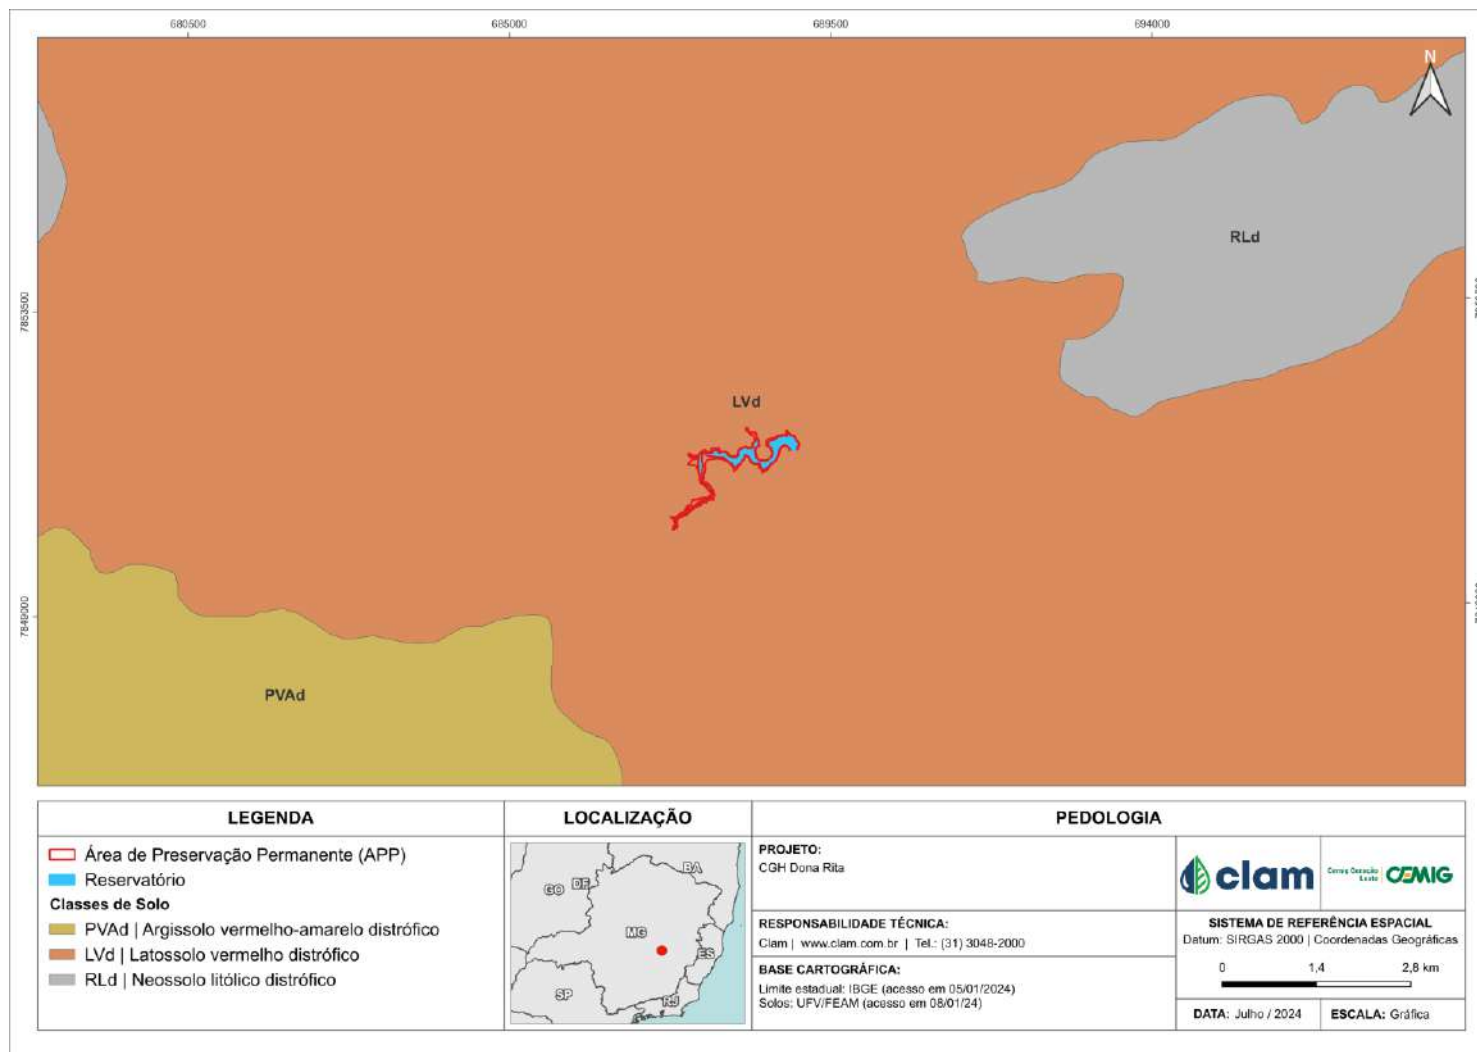 680500 685000 689500 694000
N
RLd
7853500
LVd
7849000
PVAd
LEGENDA
Área de Preservação Permanente (APP)
Reservatório
Classes de Solo
PVAd | Argissolo vermelho-amarelo distrófico
LVd | Latossolo vermelho distrófico
RLd | Neossolo litólico distrófico
LOCALIZAÇÃO
BA
GO
DF
MG
ES
SP
RJ
PEDOLOGIA
PROJETO:
CGH Dona Rita
clam
CEMIG
RESPONSABILIDADE TÉCNICA:
Clam | www.clam.com.br | Tel.: (31) 3048-2000
BASE CARTOGRÁFICA:
Limite estadual: IBGE (acesso em 05/01/2024)
Solos: UFV/FEAM (acesso em 08/01/24)
SISTEMA DE REFERÊNCIA ESPACIAL
Datum: SIRGAS 2000 | Coordenadas Geográficas
0 1,4 2,8 km
DATA: Julho / 2024
ESCALA: Gráfica